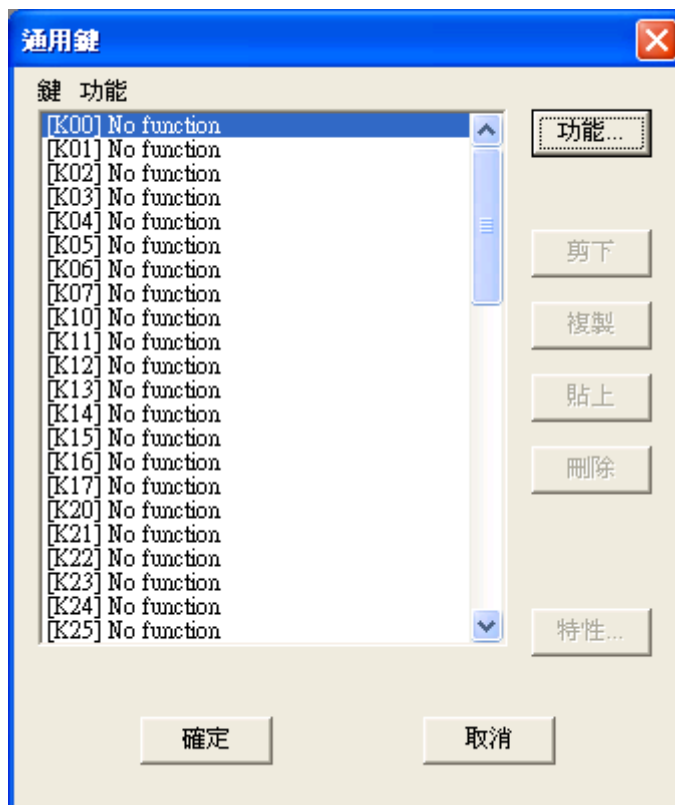 通用鍵
鍵 功能
[K00] No function
[K01] No function
[K02] No function
[K03] No function
[K04] No function
[K05] No function
[K06] No function
[K07] No function
[K10] No function
[K11] No function
[K12] No function
[K13] No function
[K14] No function
[K15] No function
[K16] No function
[K17] No function
[K20] No function
[K21] No function
[K22] No function
[K23] No function
[K24] No function
[K25] No function
功能...
剪下
複製
貼上
刪除
特性...
確定
取消